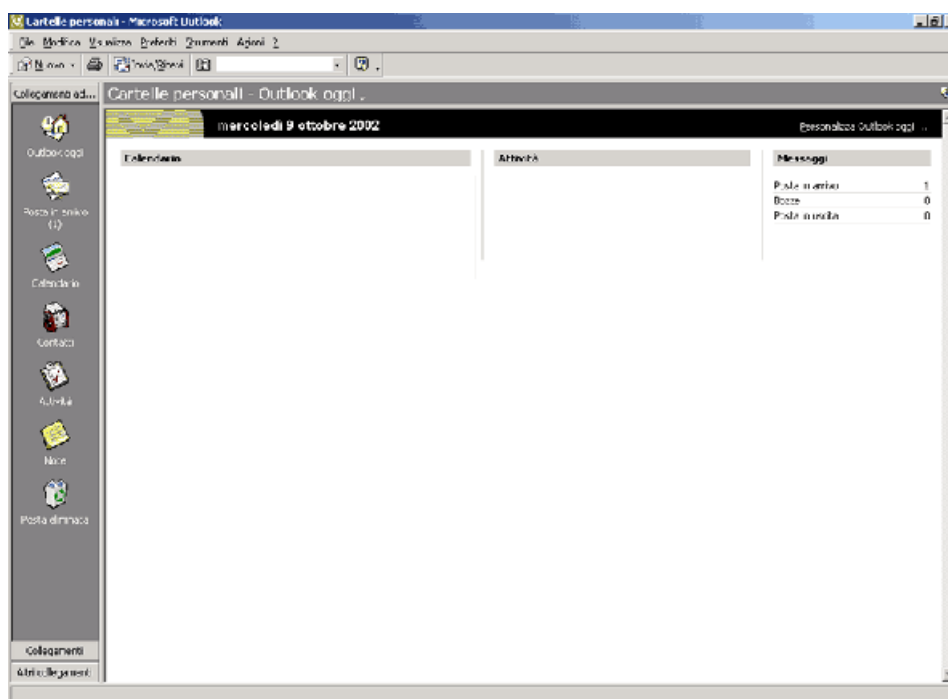 Cartelle personali - Microsoft Outlook
File Modifica Visualizza Preferiti Strumenti Azioni ?
Nuovo Invia/Ricevi
Collegamenti ad...
Cartelle personali - Outlook oggi .
mercoledì 9 ottobre 2002
Personalizza Outlook oggi ...
Calendario Attività Messaggi
Posta in arrivo 1
Bozze 0
Posta in uscita 0
Outlook oggi
Posta in arrivo
(1)
Calendario
Contatti
Attività
Note
Posta eliminata
Collegamenti
Altri collegamenti